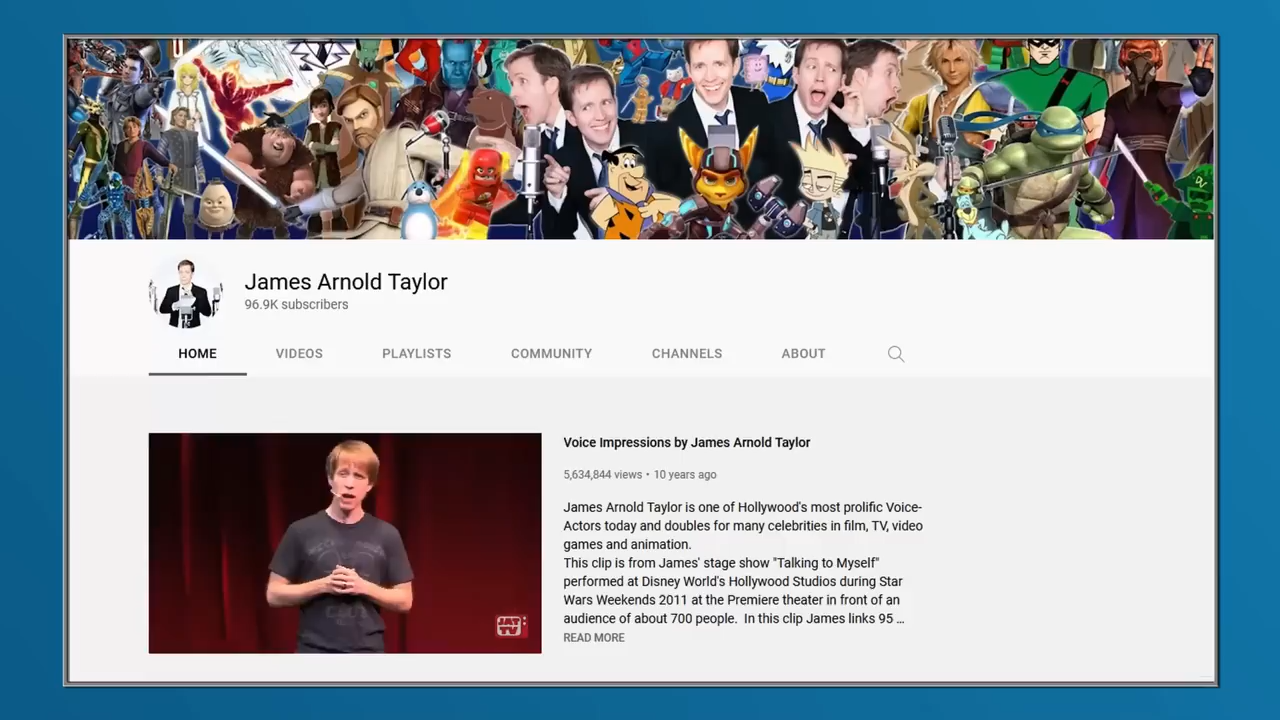 James Arnold Taylor
96.9K subscribers
HOME VIDEOS PLAYLISTS COMMUNITY CHANNELS ABOUT
Voice Impressions by James Arnold Taylor
5,634,844 views • 10 years ago
James Arnold Taylor is one of Hollywood's most prolific Voice-
Actors today and doubles for many celebrities in film, TV, video
games and animation.
This clip is from James' stage show "Talking to Myself"
performed at Disney World's Hollywood Studios during Star
Wars Weekends 2011 at the Premiere theater in front of an
audience of about 700 people. In this clip James links 95 ...
READ MORE